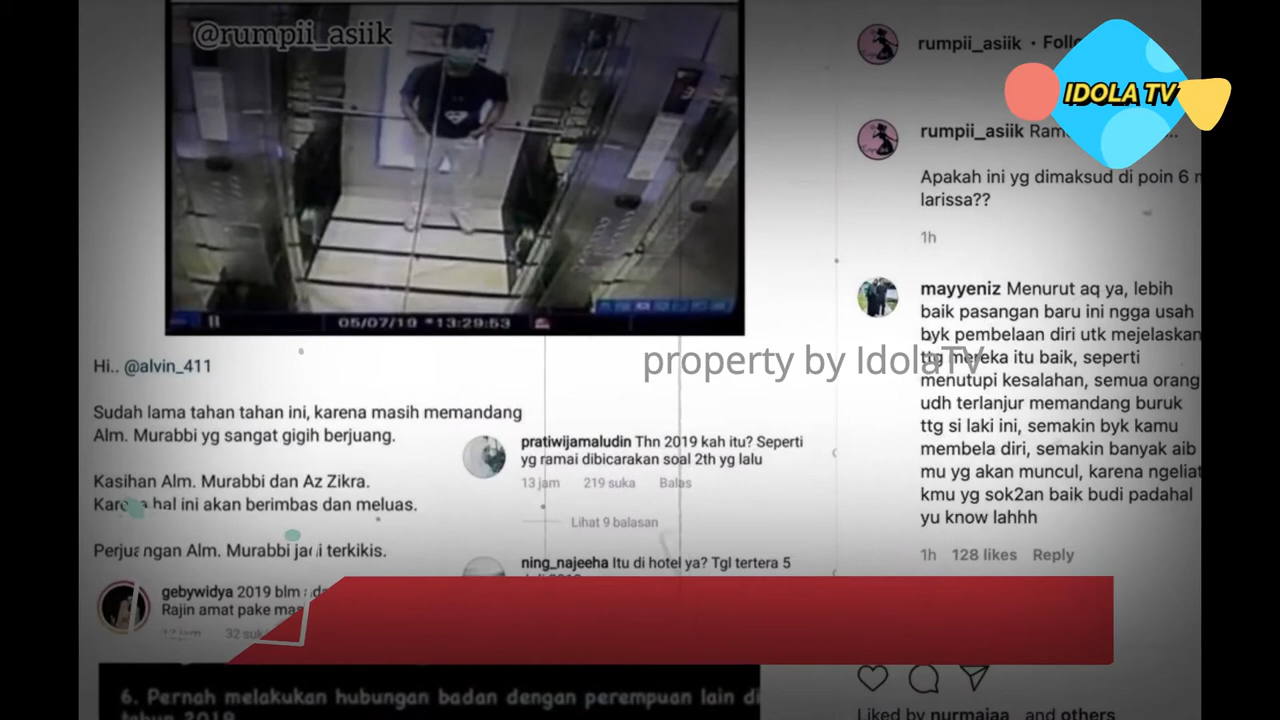 @rumpii_asiik
05/07/19 *13:29:53
Hi.. @alvin_411
Sudah lama tahan tahan ini, karena masih memandang
Alm. Murabbi yg sangat gigih berjuang.
Kasihan Alm. Murabbi dan Az Zikra.
hal ini akan berimbas dan meluas.
Alm. Murabbi terkikis.
gebywidya 2019 blm
Rajin amat pake
32
pratiwijamaludin Thn 2019 kah itu? Seperti
yg ramai dibicarakan soal 2th yg lalu
13 jam 219 suka Balas
Lihat 9 balasan
ning_najeeha Itu di hotel ya? Tgl tertera 5
6. Pernah melakukan hubungan badan dengan perempuan lain di
tahun 2019
rumpii_asiik • Follo
IDOLA TV
rumpii_asiik
Apakah ini yg dimaksud di poin 6
larissa??
1h
mayyeniz Menurut aq ya, lebih
baik pasangan baru ini ngga usah
byk pembelaan diri utk mejelaskan
ttg mereka itu baik, seperti
menutupi kesalahan, semua orang
udh terlanjur memandang buruk
ttg si laki ini, semakin byk kamu
membela diri, semakin banyak aib
mu yg akan muncul, karena ngeliat
kmu yg sok2an baik budi padahal
yu know lahhh
1h 128 likes Reply
property by IdolaTV
Liked by nurmajaa_ and others